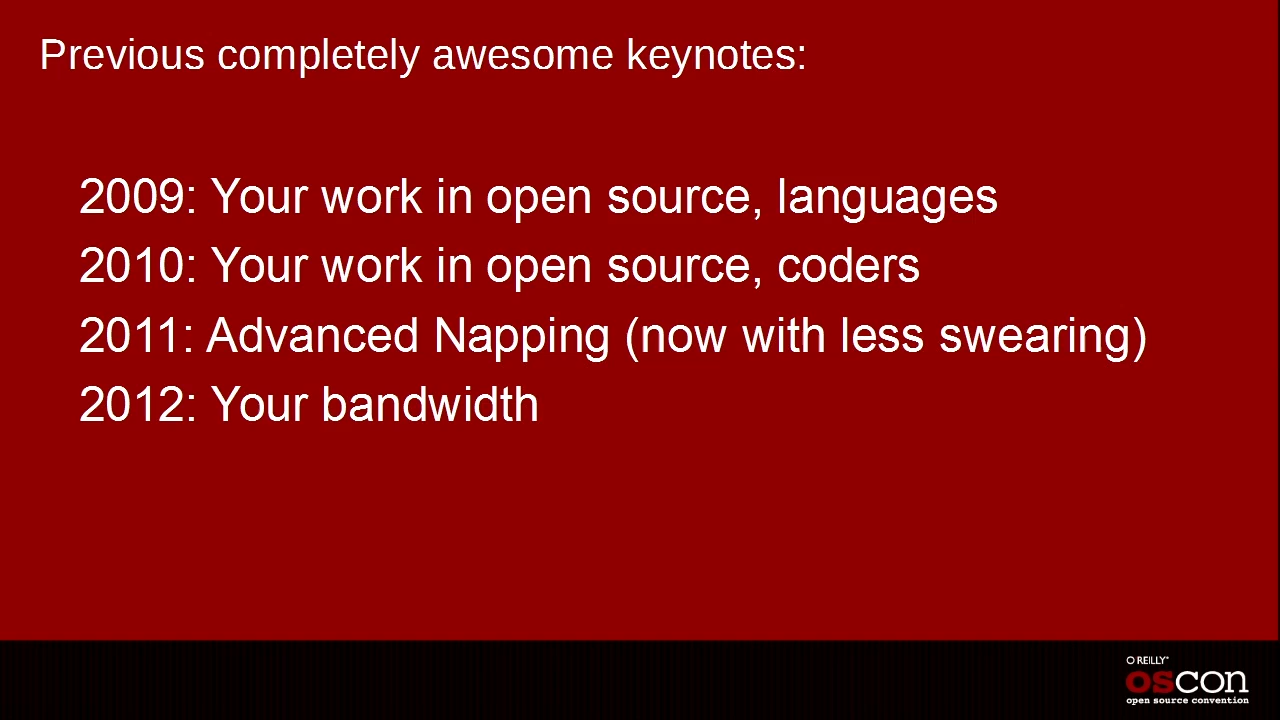 Previous completely awesome keynotes:
2009: Your work in open source, languages
2010: Your work in open source, coders
2011: Advanced Napping (now with less swearing)
2012: Your bandwidth
O REILLY®
oscon
open source convention